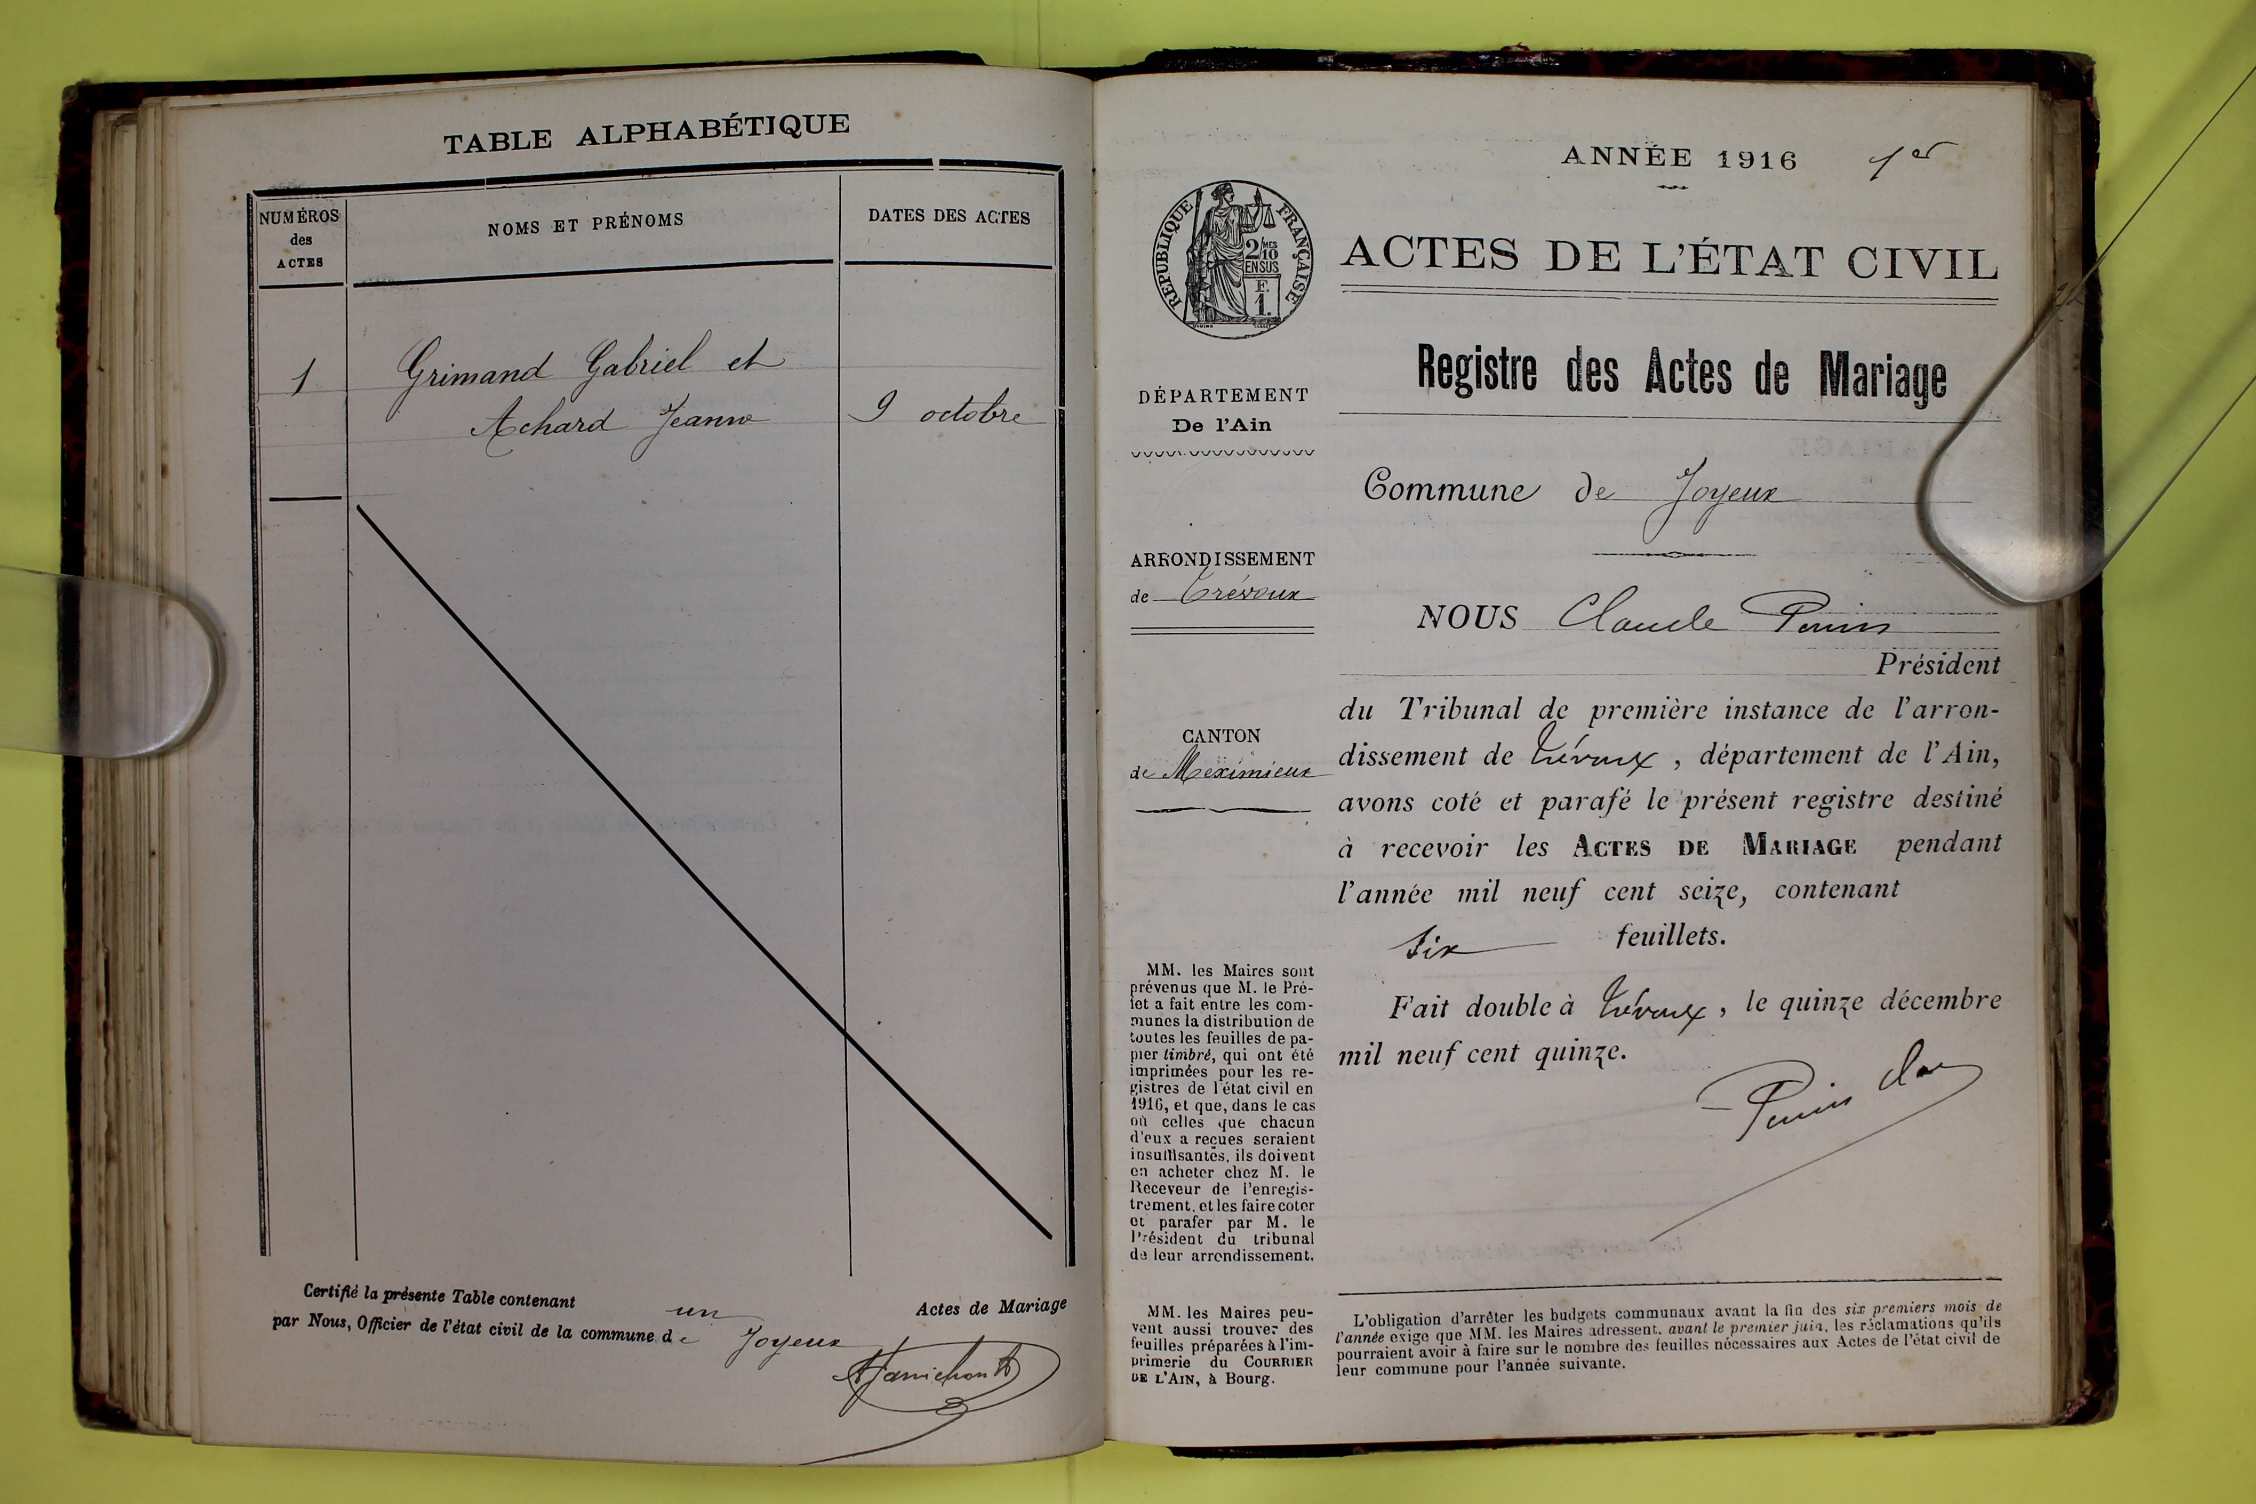 TABLE ALPHABÉTIQUE
NUMÉROS
des
ACTES
NOMS ET PRÉNOMS
DATES DES ACTES
1
Grimand Gabriel et
Achard Jeanne
9 octobre
Certifié la présente Table contenant un Actes de Mariage
par Nous, Officier de l'état civil de la commune de Joyeux
ANNÉE 1916 1er
RÉPUBLIQUE FRANÇAISE
2/10
MES
EN SUS
F.
1.
ACTES DE L'ÉTAT CIVIL
Registre des Actes de Mariage
DÉPARTEMENT
De l'Ain
Commune de Joyeux
ARRONDISSEMENT
de Trévoux
CANTON
de Meximieux
NOUS Claude
Président
du Tribunal de première instance de l'arron-
dissement de Trévoux, département de l'Ain,
avons coté et parafé le présent registre destiné
à recevoir les ACTES DE MARIAGE pendant
l'année mil neuf cent seize, contenant
six feuillets.
Fait double à Trévoux, le quinze décembre
mil neuf cent quinze.
MM. les Maires sont
prévenus que M. le Pré-
fet a fait entre les com-
munes la distribution de
toutes les feuilles de pa-
pier timbré, qui ont été
imprimées pour les re-
gistres de l'état civil en
1916, et que, dans le cas
où celles que chacun
d'eux a reçues seraient
insuffisantes, ils doivent
en acheter chez M. le
Receveur de l'enregis-
trement, et les faire coter
et parafer par M. le
Président du tribunal
de leur arrondissement.
MM. les Maires peu-
vent aussi trouver des
feuilles préparées à l'im-
primerie du COURRIER
DE L'AIN, à Bourg.
L'obligation d'arrêter les budgets communaux avant la fin des six premiers mois de
l'année exige que MM. les Maires adressent, avant le premier juin, les réclamations qu'ils
pourraient avoir à faire sur le nombre des feuilles nécessaires aux Actes de l'état civil de
leur commune pour l'année suivante.